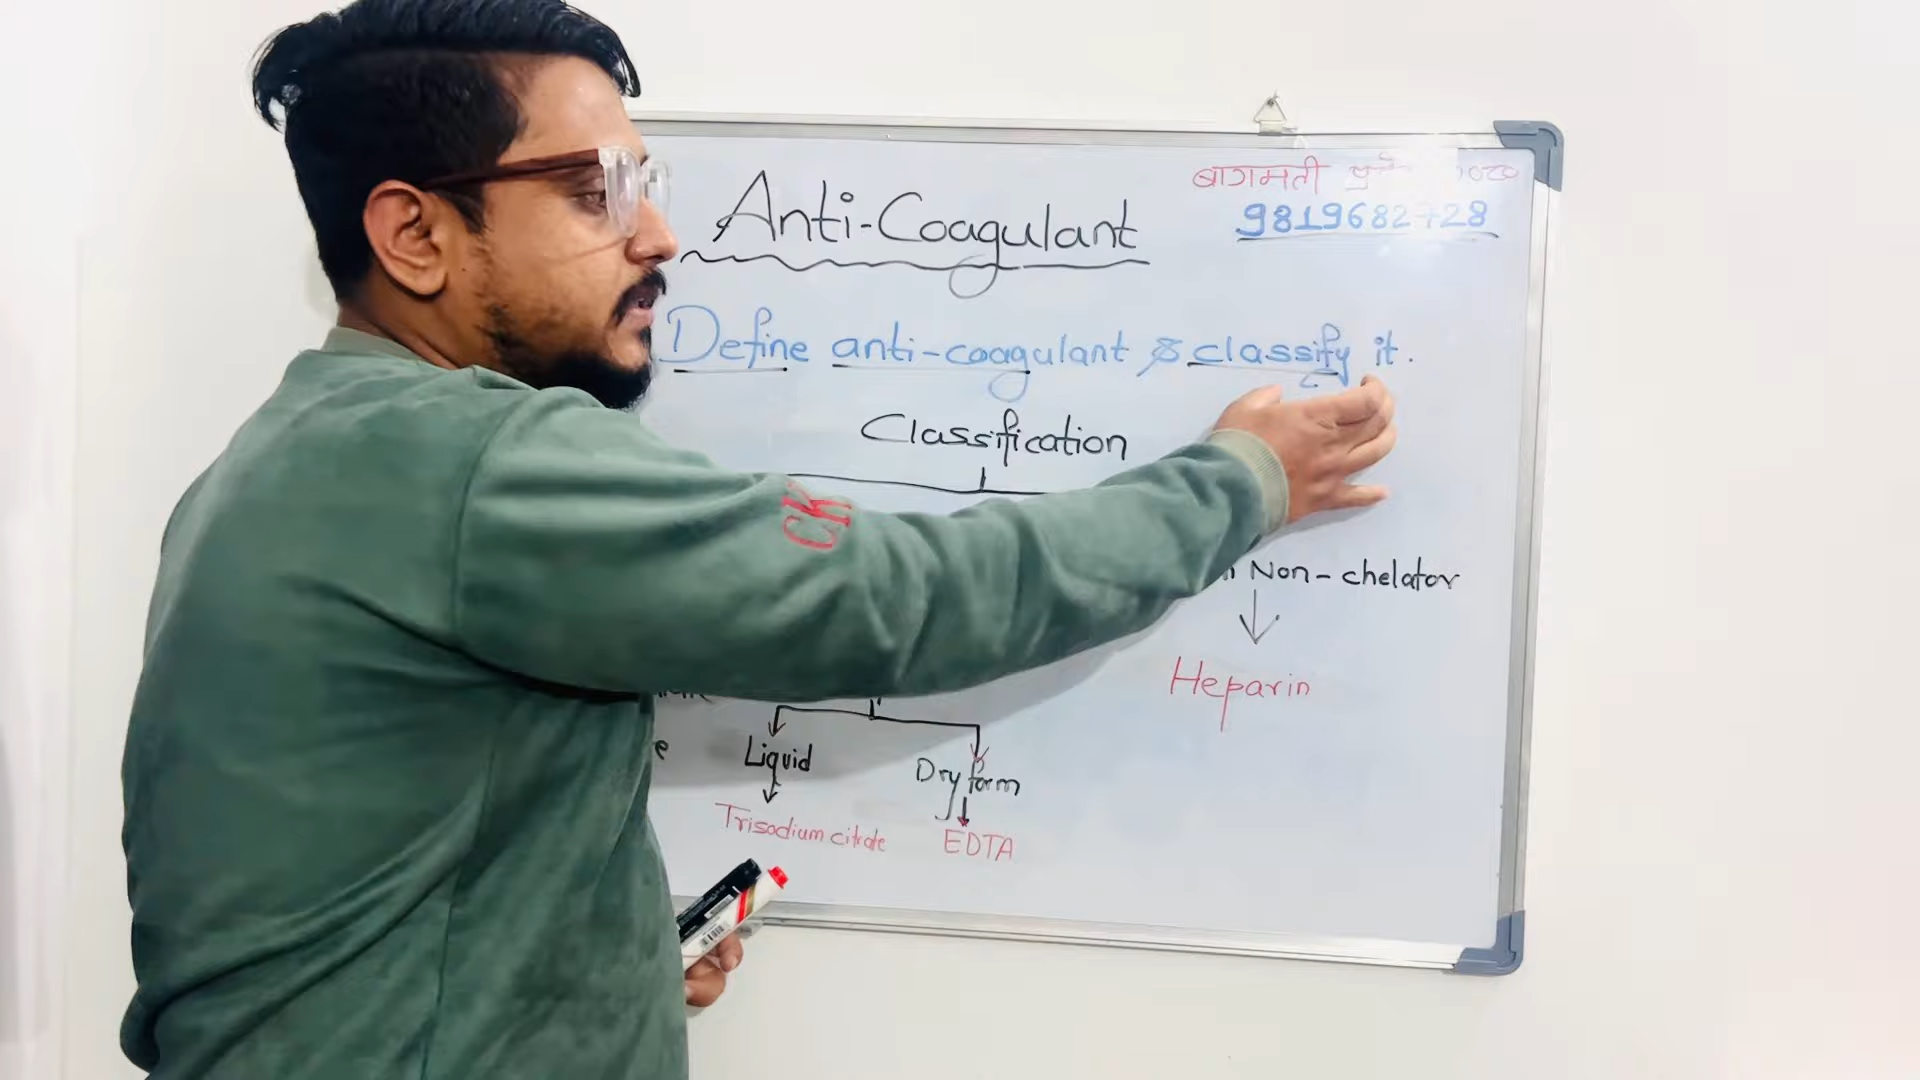 Anti-Coagulant
बागमती
9819682728
Define anti-coagulant & classify it.
Classification
CK
Non-chelator
Heparin
Liquid
Dry form
Trisodium citrate
EDTA